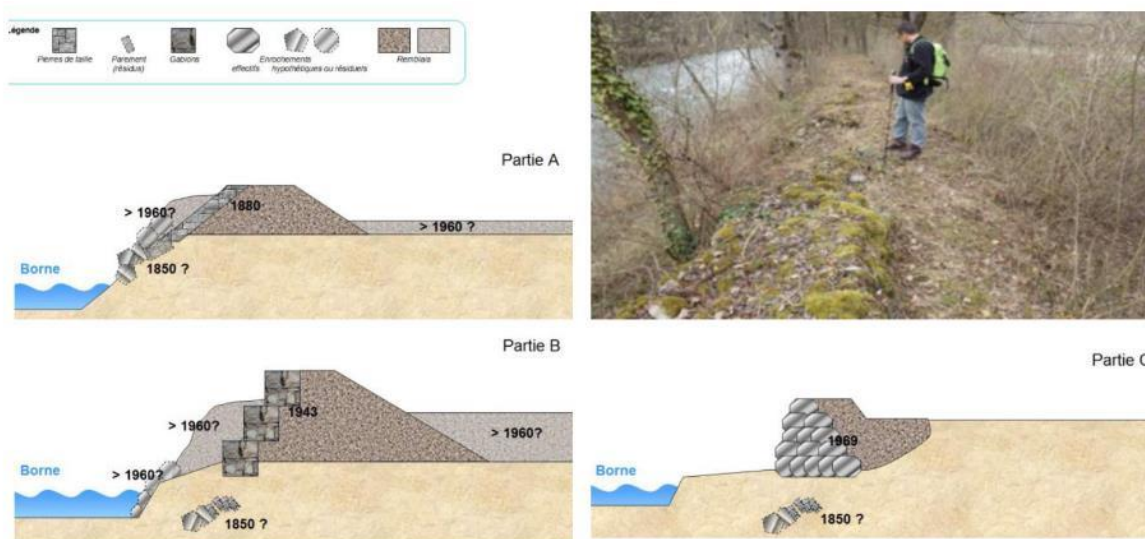 Légende
Pierres de taille
Parement
(résidus)
Gabions
Enrochements
effectifs hypothétiques ou résiduels
Remblais
Partie A
> 1960?
1880
> 1960 ?
1850 ?
Borne
Partie B
> 1960?
1943
> 1960?
> 1960?
Borne
1850 ?
Partie C
1969
Borne
1850 ?